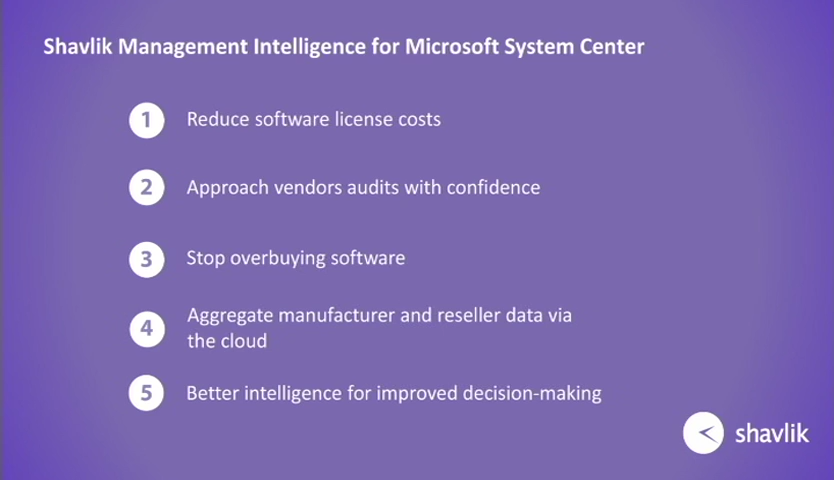 Shavlik Management Intelligence for Microsoft System Center
1 Reduce software license costs
2 Approach vendors audits with confidence
3 Stop overbuying software
4 Aggregate manufacturer and reseller data via
the cloud
5 Better intelligence for improved decision-making
shavlik